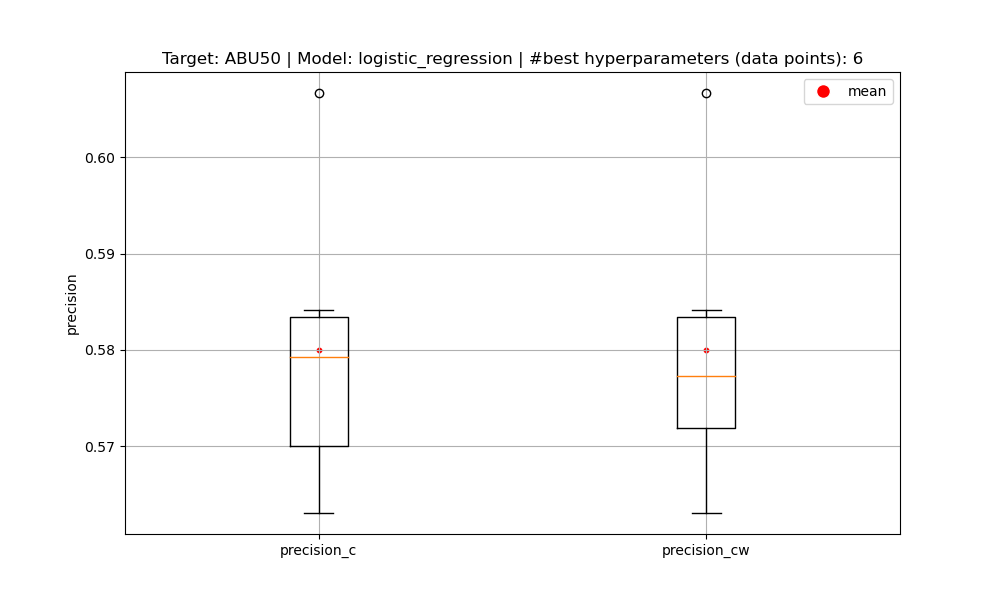 Target: ABU50 | Model: logistic_regression | #best hyperparameters (data points): 6
mean
0.60
0.59
0.58
0.57
precision
precision_c
precision_cw